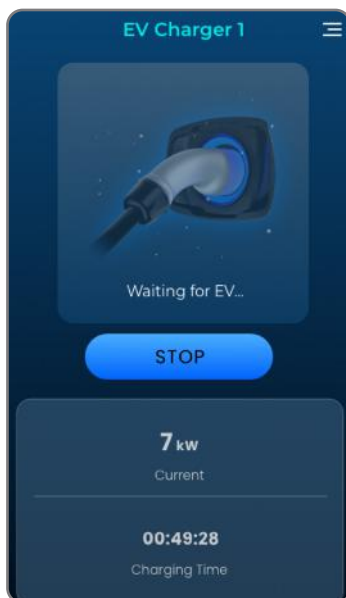 EV Charger 1
Waiting for EV...
STOP
7 kW
Current
00:49:28
Charging Time